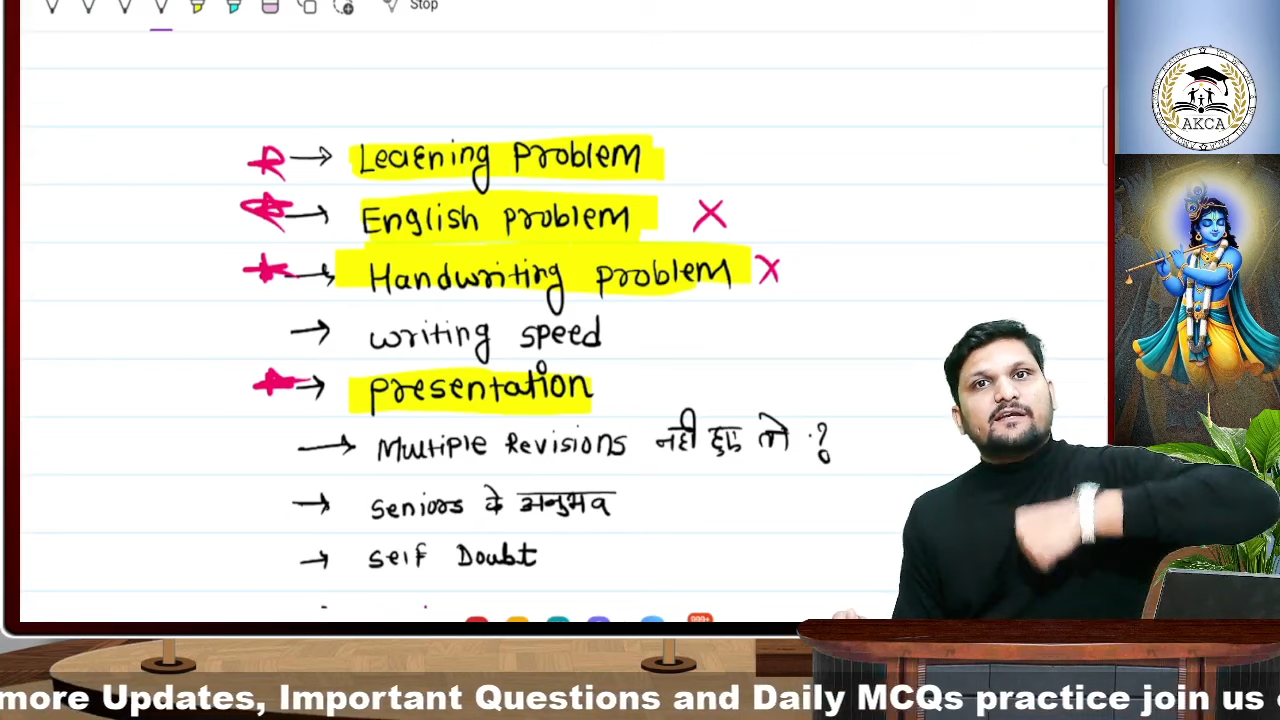 Stop
AKCA
→ Learning problem
→ English problem X
→ Handwriting problem X
→ writing speed
→ presentation
→ Multiple Revisions नही हुए तो ?
→ Seniors के अनुभव
→ Self Doubt
999+
more Updates, Important Questions and Daily MCQs practice join us